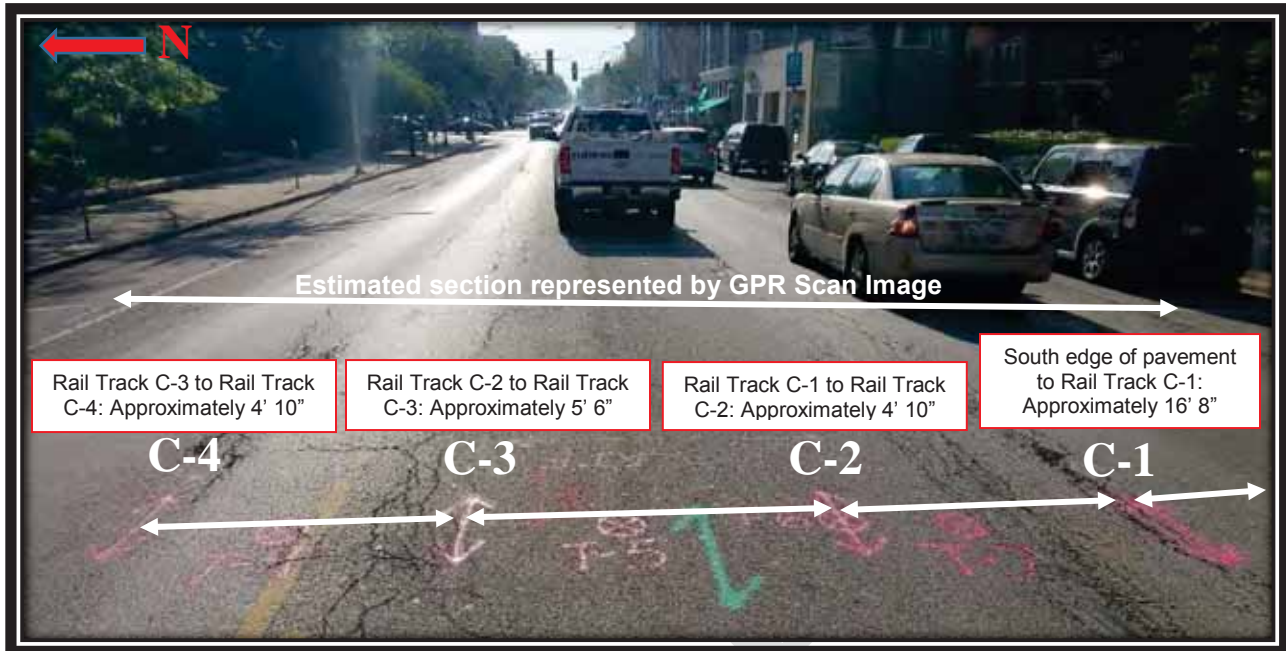 N
Estimated section represented by GPR Scan Image
Rail Track C-3 to Rail Track
C-4: Approximately 4’ 10”
Rail Track C-2 to Rail Track
C-3: Approximately 5’ 6”
Rail Track C-1 to Rail Track
C-2: Approximately 4’ 10”
South edge of pavement
to Rail Track C-1:
Approximately 16’ 8”
C-4
C-3
C-2
C-1
T-5